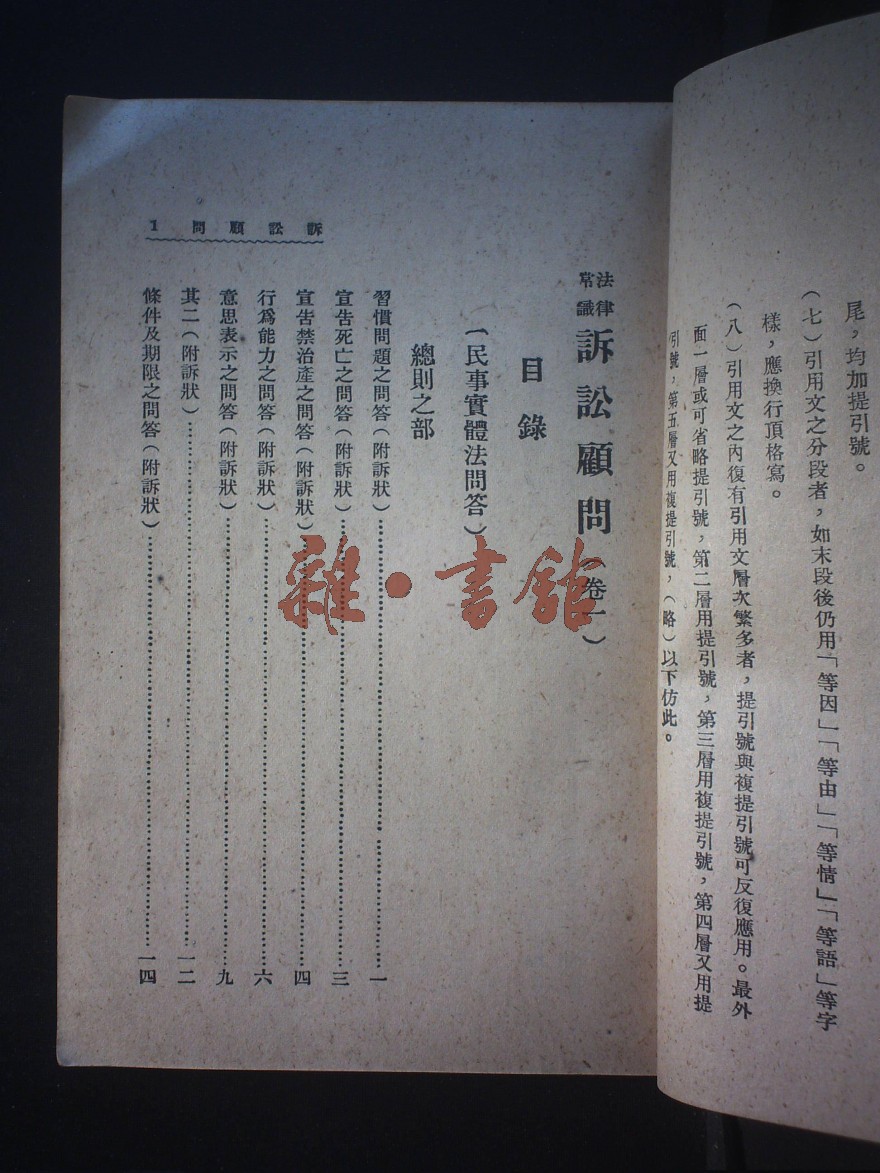 尾，均加提引號。
（七）引用文之分段者，如末段後仍用「等因」「等由」「等情」「等語」等字
樣，應換行頂格寫。
（八）引用文之內復有引用文層次繁多者，提引號與複提引號可反復應用。最外
面一層或可省略提引號，第二層用提引號，第三層用複提引號，第四層又用提
引號，第五層又用複提引號，（略）以下仿此。
法律常識 訴訟顧問（卷一）
目錄
（民事實體法問答）
總則之部
習慣問題之問答（附訴狀）……一
宣告死亡之問答（附訴狀）……三
宣告禁治產之問答（附訴狀）……四
行爲能力之問答（附訴狀）……六
意思表示之問答（附訴狀）……九
其二（附訴狀）……一二
條件及期限之問答（附訴狀）……一四
訴訟顧問 1
雜·書館